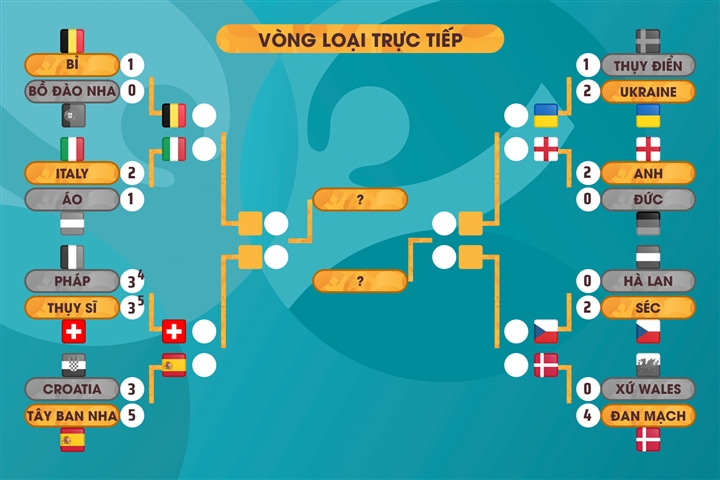 VÒNG LOẠI TRỰC TIẾP
BỈ 1
BỒ ĐÀO NHA 0
ITALY 2
ÁO 1
PHÁP 3 4
THỤY SĨ 3 5
CROATIA 3
TÂY BAN NHA 5
?
?
1 THỤY ĐIỂN
2 UKRAINE
2 ANH
0 ĐỨC
0 HÀ LAN
2 SÉC
0 XỨ WALES
4 ĐAN MẠCH